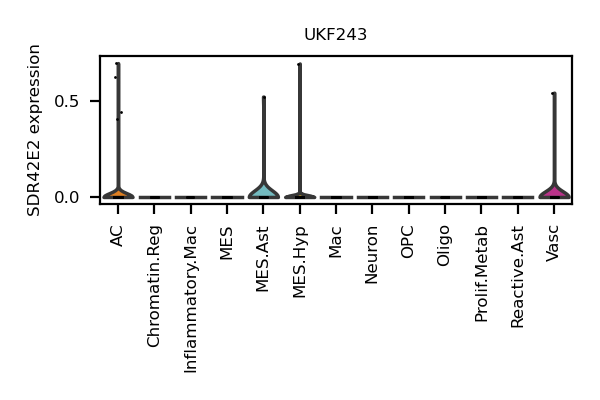 UKF243
SDR42E2 expression
0.5
0.0
AC
Chromatin.Reg
Inflammatory.Mac
MES
MES.Ast
MES.Hyp
Mac
Neuron
OPC
Oligo
Prolif.Metab
Reactive.Ast
Vasc